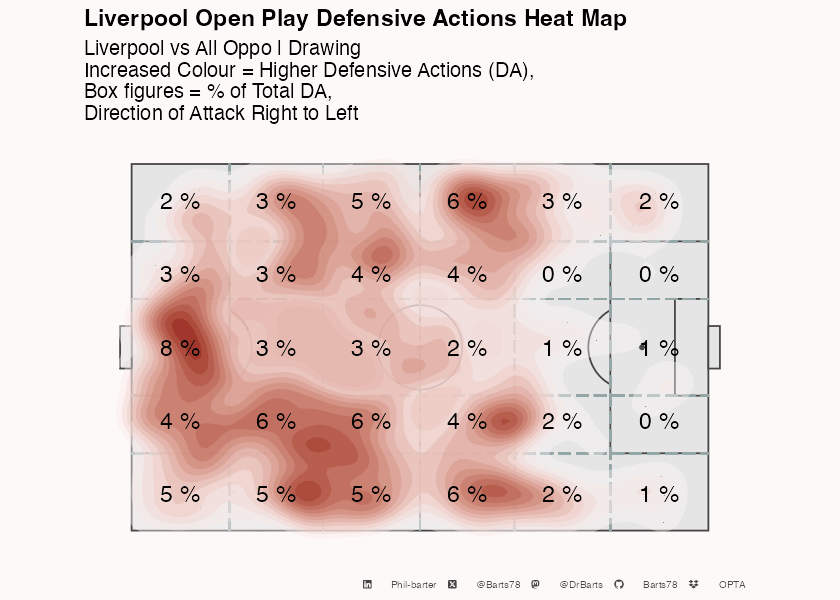 Liverpool Open Play Defensive Actions Heat Map
Liverpool vs All Oppo I Drawing
Increased Colour = Higher Defensive Actions (DA),
Box figures = % of Total DA,
Direction of Attack Right to Left
2 % 3 % 5 % 6 % 3 % 2 %
3 % 3 % 4 % 4 % 0 % 0 %
8 % 3 % 3 % 2 % 1 % 1 %
4 % 6 % 6 % 4 % 2 % 0 %
5 % 5 % 5 % 6 % 2 % 1 %
Phil-barter @Barts78 @DrBarts Barts78 OPTA